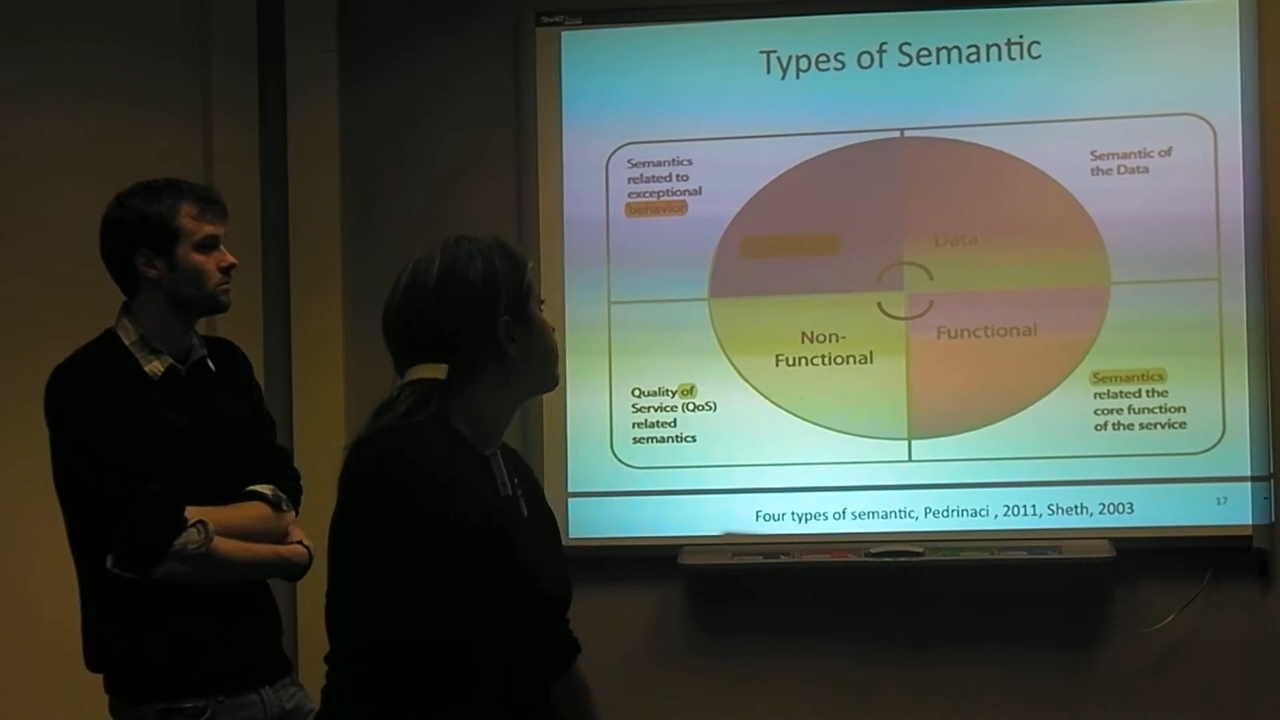 SMART
Types of Semantic
Semantics
related to
exceptional
behavior
Semantic of
the Data
Data
Non-
Functional
Functional
Quality of
Service (QoS)
related
semantics
Semantics
related the
core function
of the service
Four types of semantic, Pedrinaci , 2011, Sheth, 2003
17